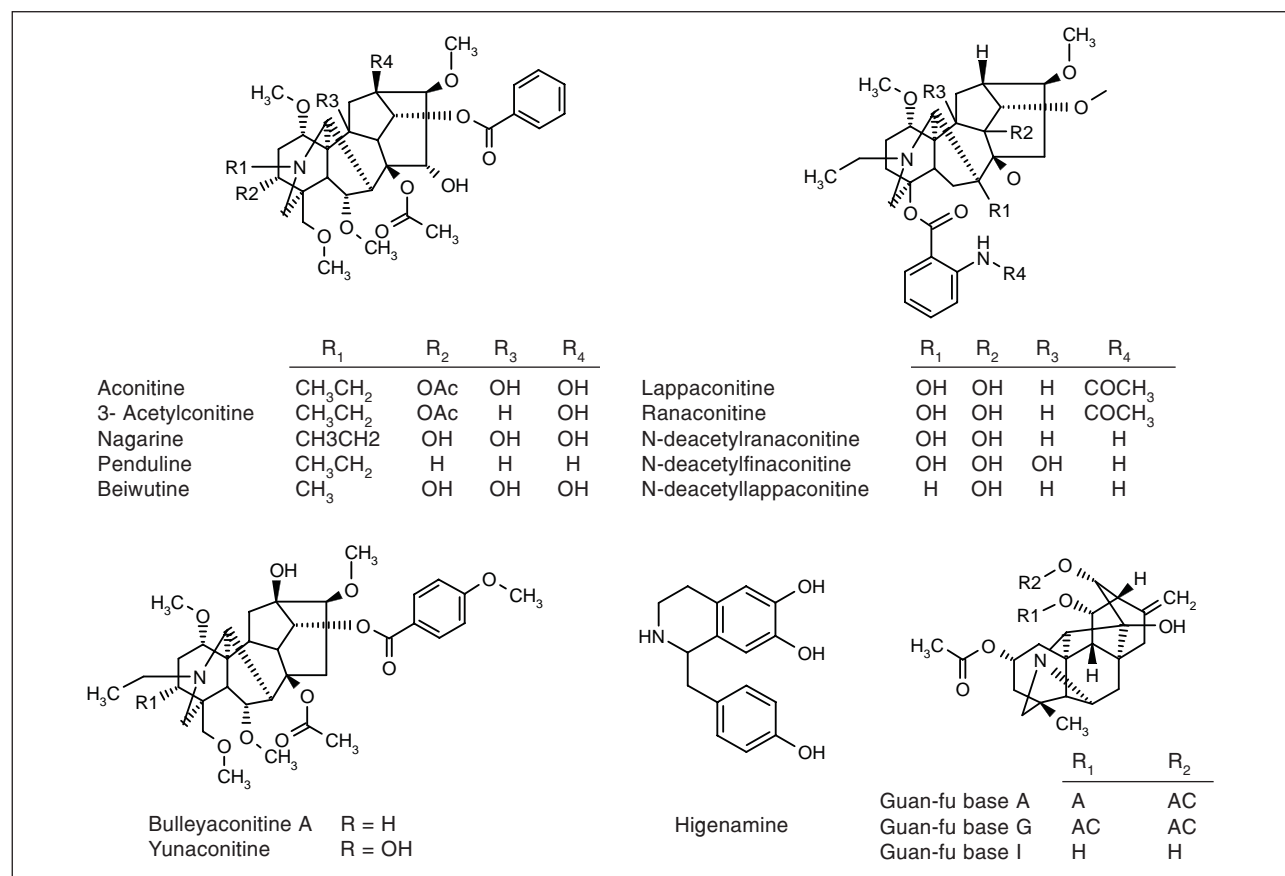 R4
CH₃
O
H₃C
O
R3
O
O
R1
N
R2
O
OH
O
O
CH₃
O
CH₃
O
CH₃
H
CH₃
O
H₃C
O
R3
O
R2
N
H₃C
O
R1
O
O
H
N
R4
R₁ R₂ R₃ R₄
Aconitine CH₃CH₂ OAc OH OH
3- Acetylconitine CH₃CH₂ OAc H OH
Nagarine CH3CH2 OH OH OH
Penduline CH₃CH₂ H H H
Beiwutine CH₃ OH OH OH
R₁ R₂ R₃ R₄
Lappaconitine OH OH H COCH₃
Ranaconitine OH OH H COCH₃
N-deacetylranaconitine OH OH H H
N-deacetylfinaconitine OH OH OH H
N-deacetyllappaconitine H OH H H
OH
CH₃
O
O
CH₃
H₃C
O
O
O
N
H₃C
R1
O
O
CH₃
O
CH₃
O
O
CH₃
Bulleyaconitine A R = H
Yunaconitine R = OH
OH
HN
OH
OH
Higenamine
O
R2
H
O
R1
CH₂
OH
H₃C
O
N
O
H
CH₃
R₁ R₂
Guan-fu base A A AC
Guan-fu base G AC AC
Guan-fu base I H H